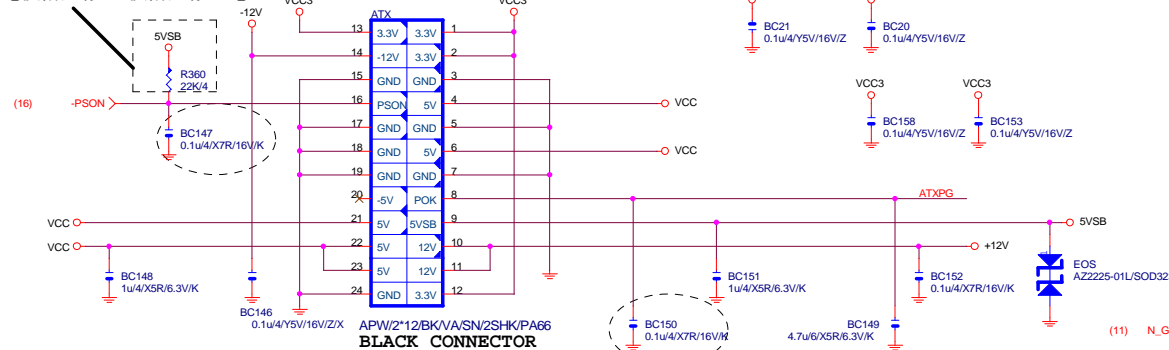 -12V
VCC3
ATX
VCC3
5VSB
R360
22K/4
(16)
-PSON
BC147
0.1u/4/X7R/16V/K
13 3.3V 3.3V 1
14 -12V 3.3V 2
15 GND GND 3
16 PSON 5V 4
17 GND GND 5
18 GND 5V 6
19 GND GND 7
20 -5V POK 8
21 5V 5VSB 9
22 5V 12V 10
23 5V 12V 11
24 GND 3.3V 12
VCC
VCC
ATXPG
VCC
VCC
5VSB
+12V
BC21
0.1u/4/Y5V/16V/Z
BC20
0.1u/4/Y5V/16V/Z
VCC3
VCC3
BC158
0.1u/4/Y5V/16V/Z
BC153
0.1u/4/Y5V/16V/Z
BC148
1u/4/X5R/6.3V/K
BC146
0.1u/4/Y5V/16V/Z/X
APW/2*12/BK/VA/SN/2SHK/PA66
BLACK CONNECTOR
BC151
1u/4/X5R/6.3V/K
BC152
0.1u/4/X7R/16V/K
EOS
AZ2225-01L/SOD32
BC150
0.1u/4/X7R/16V/K
BC149
4.7u/6/X5R/6.3V/K
(11) N_G